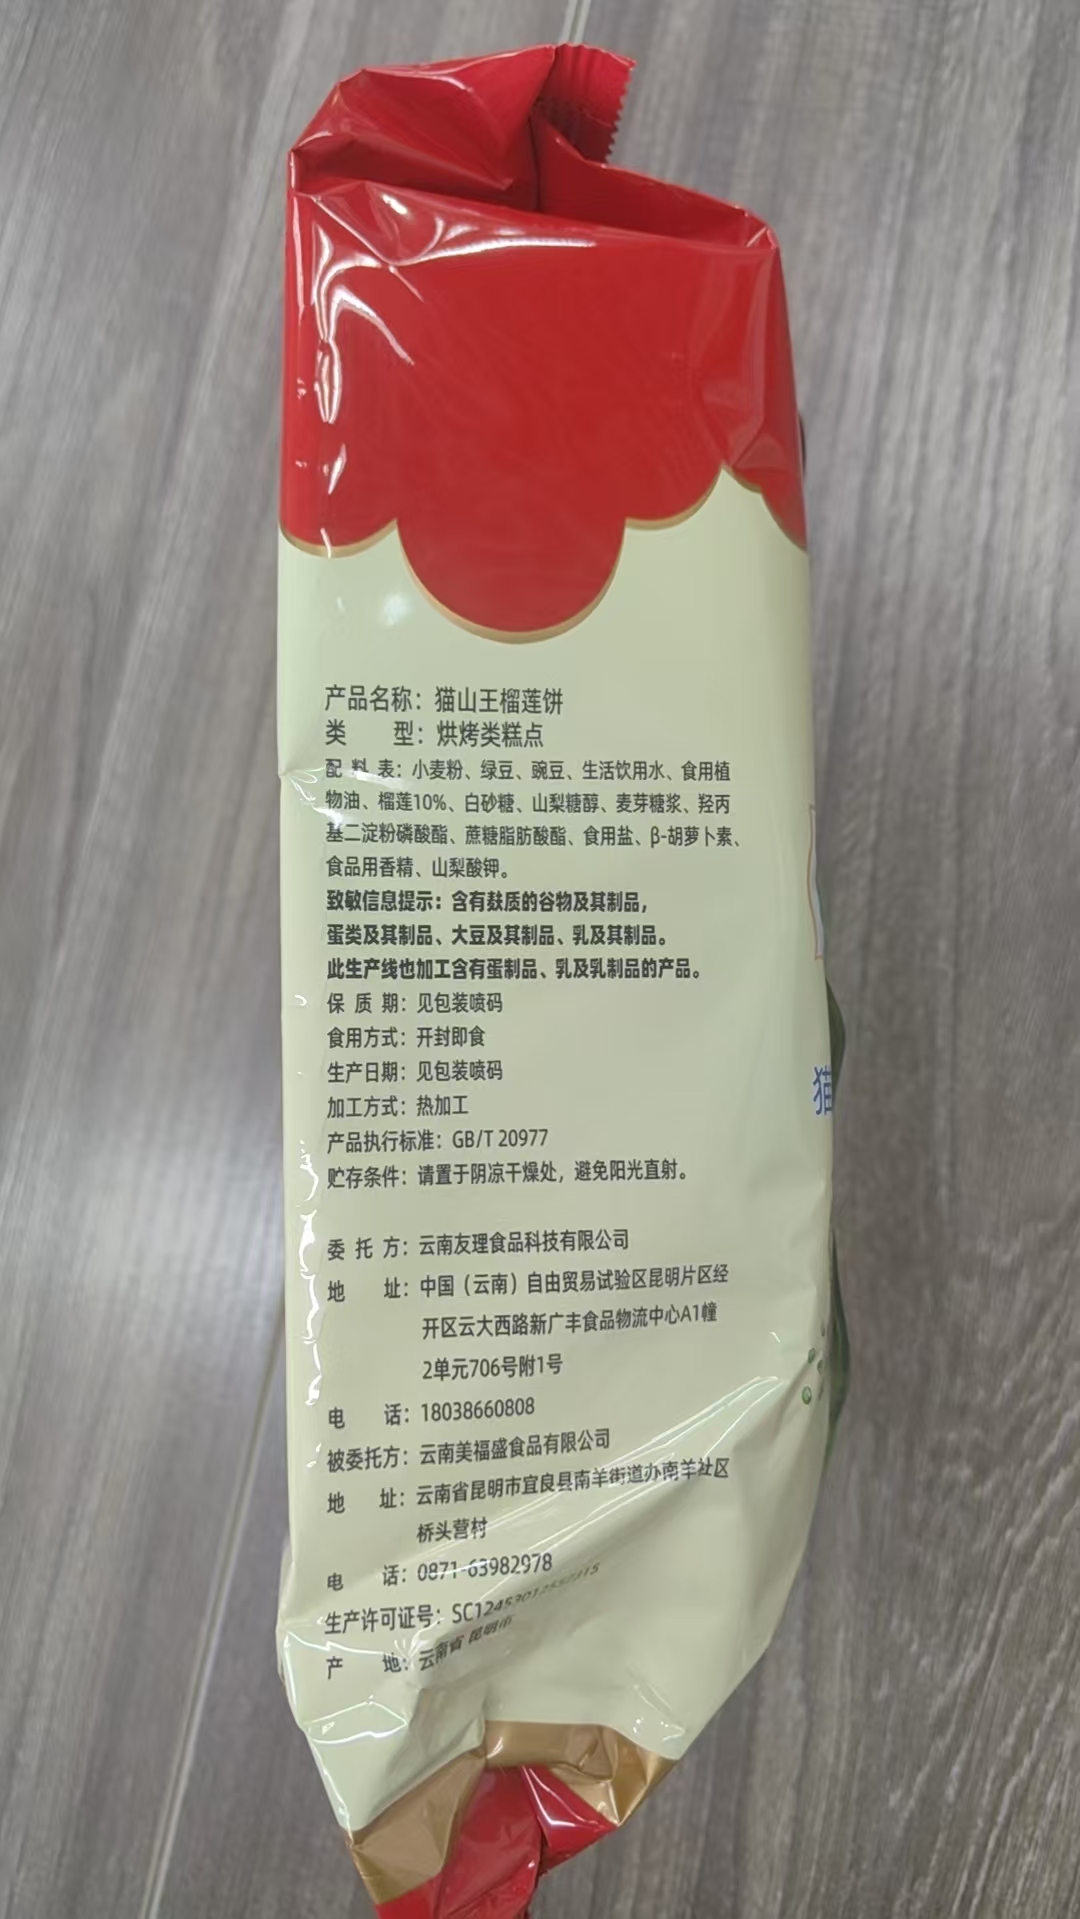 产品名称：猫山王榴莲饼
类 型：烘烤类糕点
配 料 表：小麦粉、绿豆、豌豆、生活饮用水、食用植
物油、榴莲10%、白砂糖、山梨糖醇、麦芽糖浆、羟丙
基二淀粉磷酸酯、蔗糖脂肪酸酯、食用盐、β-胡萝卜素、
食品用香精、山梨酸钾。
致敏信息提示：含有麸质的谷物及其制品，
蛋类及其制品、大豆及其制品、乳及其制品。
此生产线也加工含有蛋制品、乳及乳制品的产品。
保 质 期：见包装喷码
食用方式：开封即食
生产日期：见包装喷码
加工方式：热加工
产品执行标准：GB/T 20977
贮存条件：请置于阴凉干燥处，避免阳光直射。
委 托 方：云南友理食品科技有限公司
地 址：中国（云南）自由贸易试验区昆明片区经
开区云大西路新广丰食品物流中心A1幢
2单元706号附1号
电 话：18038660808
被委托方：云南美福盛食品有限公司
地 址：云南省昆明市宜良县南羊街道办南羊社区
桥头营村
电 话：0871-63982978
生产许可证号：
产 地：云南省 昆明市
猫